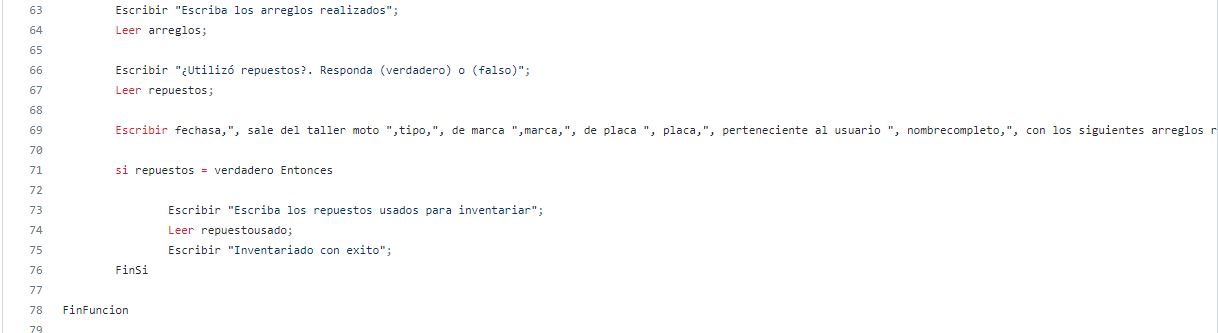 63 Escribir "Escriba los arreglos realizados";
64 Leer arreglos;
65
66 Escribir "¿Utilizó repuestos?. Responda (verdadero) o (falso)";
67 Leer repuestos;
68
69 Escribir fechasa,", sale del taller moto ",tipo,", de marca ",marca,", de placa ", placa,", perteneciente al usuario ", nombrecompleto,", con los siguientes arreglos r
70
71 si repuestos = verdadero Entonces
72
73 Escribir "Escriba los repuestos usados para inventariar";
74 Leer repuestousado;
75 Escribir "Inventariado con exito";
76 FinSi
77
78 FinFuncion
79